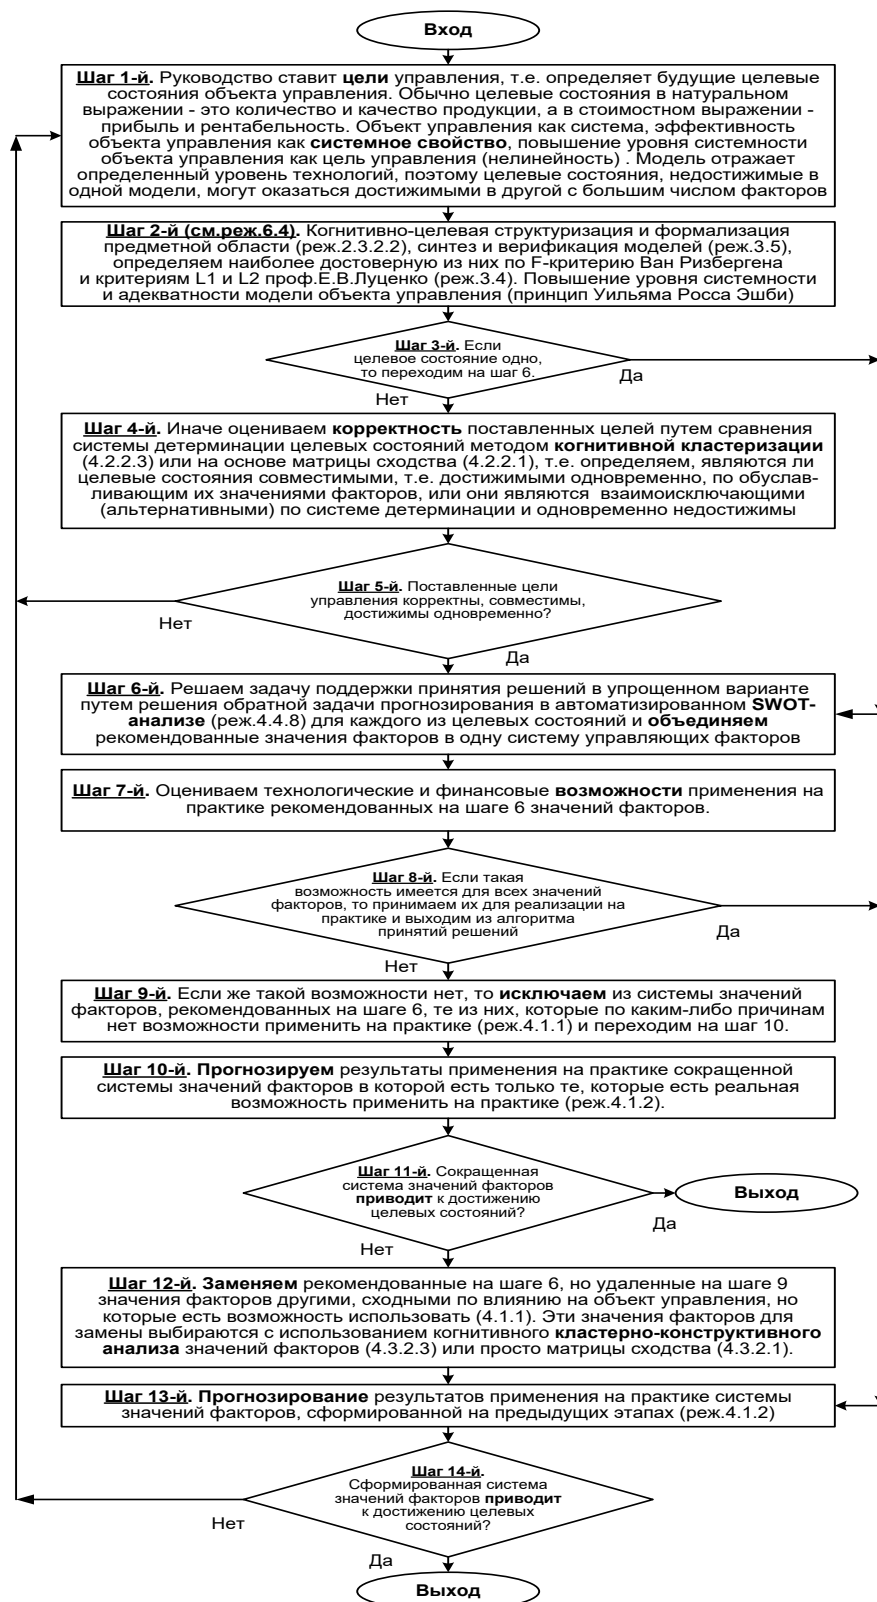 Вход
Шаг 1-й. Руководство ставит цели управления, т.е. определяет будущие целевые
состояния объекта управления. Обычно целевые состояния в натуральном
выражении - это количество и качество продукции, а в стоимостном выражении -
прибыль и рентабельность. Объект управления как система, эффективность
объекта управления как системное свойство, повышение уровня системности
объекта управления как цель управления (нелинейность) . Модель отражает
определенный уровень технологий, поэтому целевые состояния, недостижимые в
одной модели, могут оказаться достижимыми в другой с большим числом факторов
Шаг 2-й (см.реж.6.4). Когнитивно-целевая структуризация и формализация
предметной области (реж.2.3.2.2), синтез и верификация моделей (реж.3.5),
определяем наиболее достоверную из них по F-критерию Ван Ризбергена
и критериям L1 и L2 проф.Е.В.Луценко (реж.3.4). Повышение уровня системности
и адекватности модели объекта управления (принцип Уильяма Росса Эшби)
Шаг 3-й. Если
целевое состояние одно,
то переходим на шаг 6.
Да
Нет
Шаг 4-й. Иначе оцениваем корректность поставленных целей путем сравнения
системы детерминации целевых состояний методом когнитивной кластеризации
(4.2.2.3) или на основе матрицы сходства (4.2.2.1), т.е. определяем, являются ли
целевые состояния совместимыми, т.е. достижимыми одновременно, по обуслав-
ливающим их значениями факторов, или они являются взаимоисключающими
(альтернативными) по системе детерминации и одновременно недостижимы
Шаг 5-й. Поставленные цели
управления корректны, совместимы,
достижимы одновременно?
Нет
Да
Шаг 6-й. Решаем задачу поддержки принятия решений в упрощенном варианте
путем решения обратной задачи прогнозирования в автоматизированном SWOT-
анализе (реж.4.4.8) для каждого из целевых состояний и объединяем
рекомендованные значения факторов в одну систему управляющих факторов
Шаг 7-й. Оцениваем технологические и финансовые возможности применения на
практике рекомендованных на шаге 6 значений факторов.
Шаг 8-й. Если такая
возможность имеется для всех значений
факторов, то принимаем их для реализации на
практике и выходим из алгоритма
принятий решений
Да
Нет
Шаг 9-й. Если же такой возможности нет, то исключаем из системы значений
факторов, рекомендованных на шаге 6, те из них, которые по каким-либо причинам
нет возможности применить на практике (реж.4.1.1) и переходим на шаг 10.
Шаг 10-й. Прогнозируем результаты применения на практике сокращенной
системы значений факторов в которой есть только те, которые есть реальная
возможность применить на практике (реж.4.1.2).
Шаг 11-й. Сокращенная
система значений факторов
приводит к достижению
целевых состояний?
Выход
Да
Нет
Шаг 12-й. Заменяем рекомендованные на шаге 6, но удаленные на шаге 9
значения факторов другими, сходными по влиянию на объект управления, но
которые есть возможность использовать (4.1.1). Эти значения факторов для
замены выбираются с использованием когнитивного кластерно-конструктивного
анализа значений факторов (4.3.2.3) или просто матрицы сходства (4.3.2.1).
Шаг 13-й. Прогнозирование результатов применения на практике системы
значений факторов, сформированной на предыдущих этапах (реж.4.1.2)
Шаг 14-й.
Сформированная система
значений факторов приводит
к достижению целевых
состояний?
Нет
Да
Выход